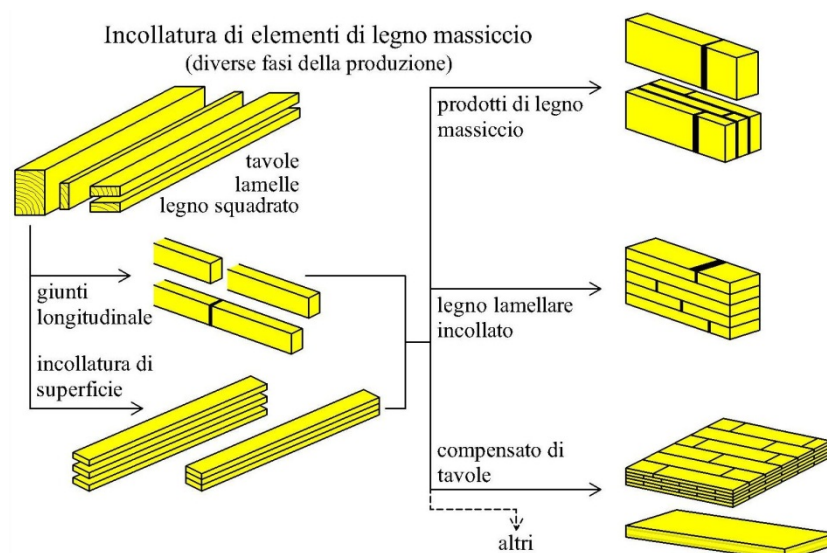 Incollatura di elementi di legno massiccio
(diverse fasi della produzione)
tavole
lamelle
legno squadrato
giunti
longitudinale
incollatura di
superficie
prodotti di legno
massiccio
legno lamellare
incollato
compensato di
tavole
altri